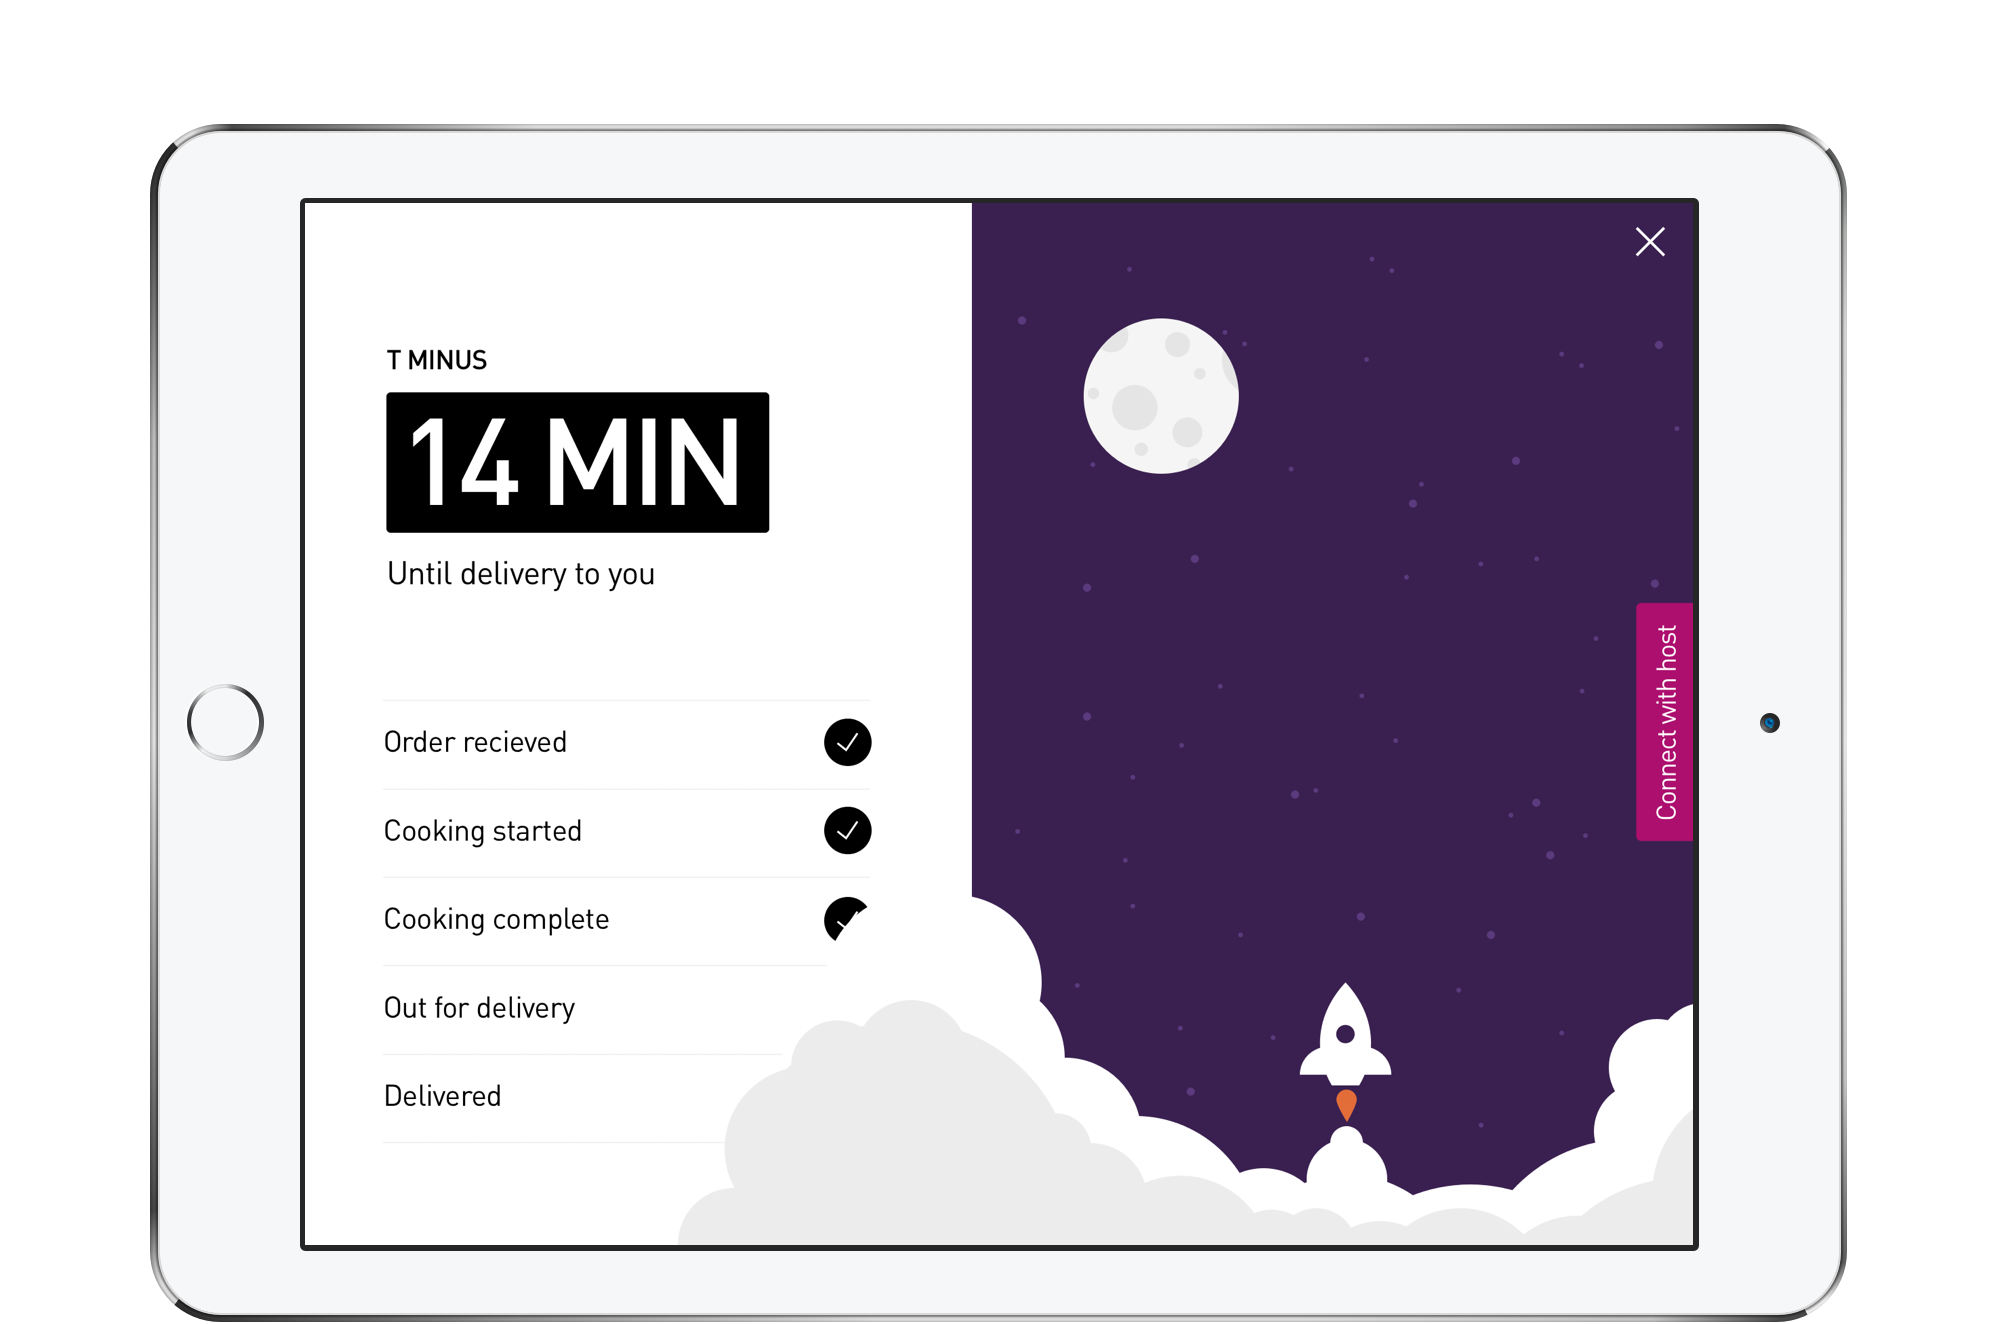 T MINUS
14 MIN
Until delivery to you
Order recieved
Cooking started
Cooking complete
Out for delivery
Delivered
Connect with host